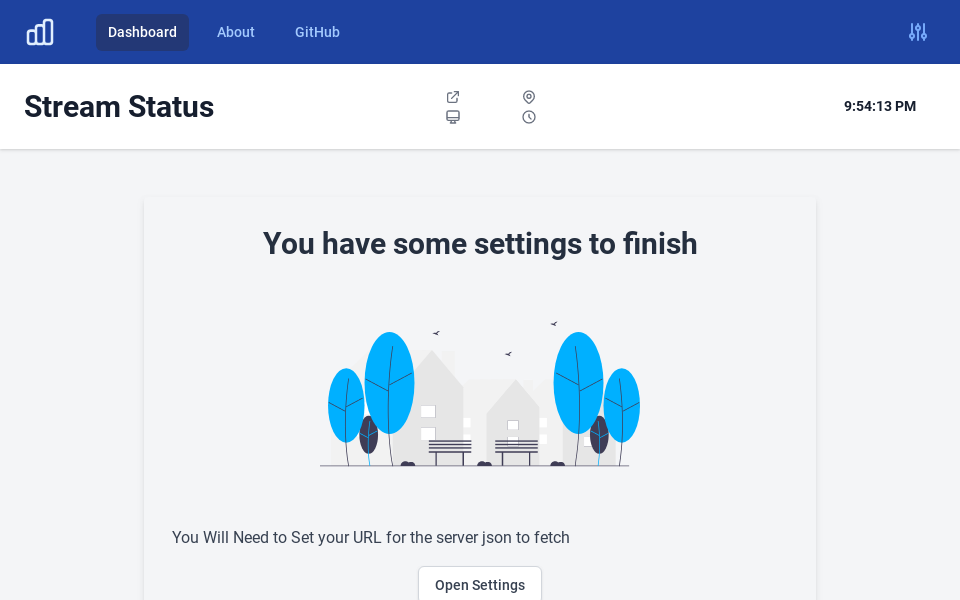 Dashboard
About
GitHub
Stream Status
9:54:13 PM
You have some settings to finish
You Will Need to Set your URL for the server json to fetch
Open Settings